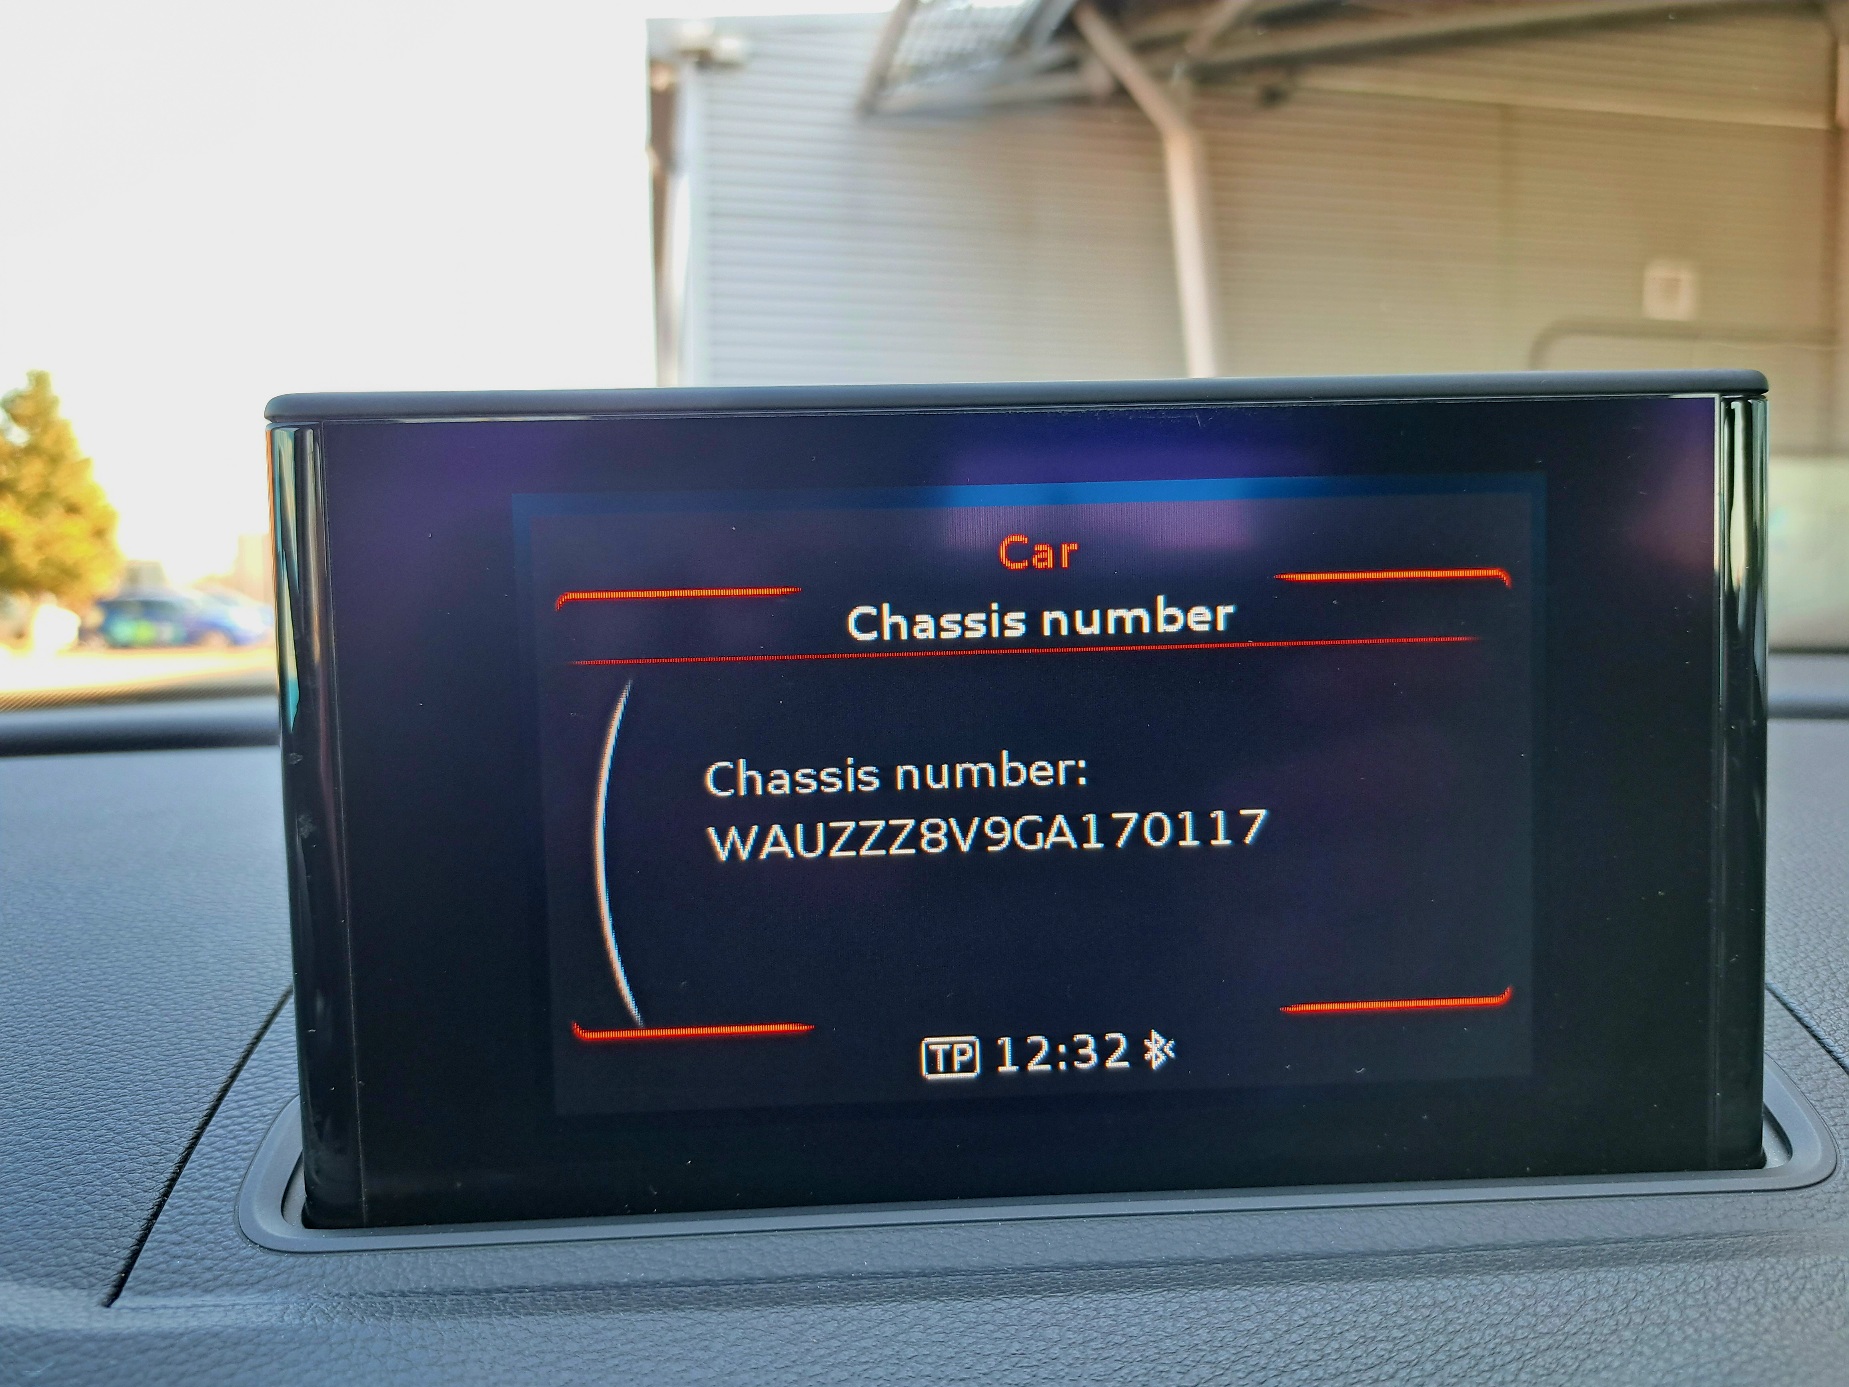 Car
Chassis number
Chassis number:
WAUZZZ8V9GA170117
TP 12:32